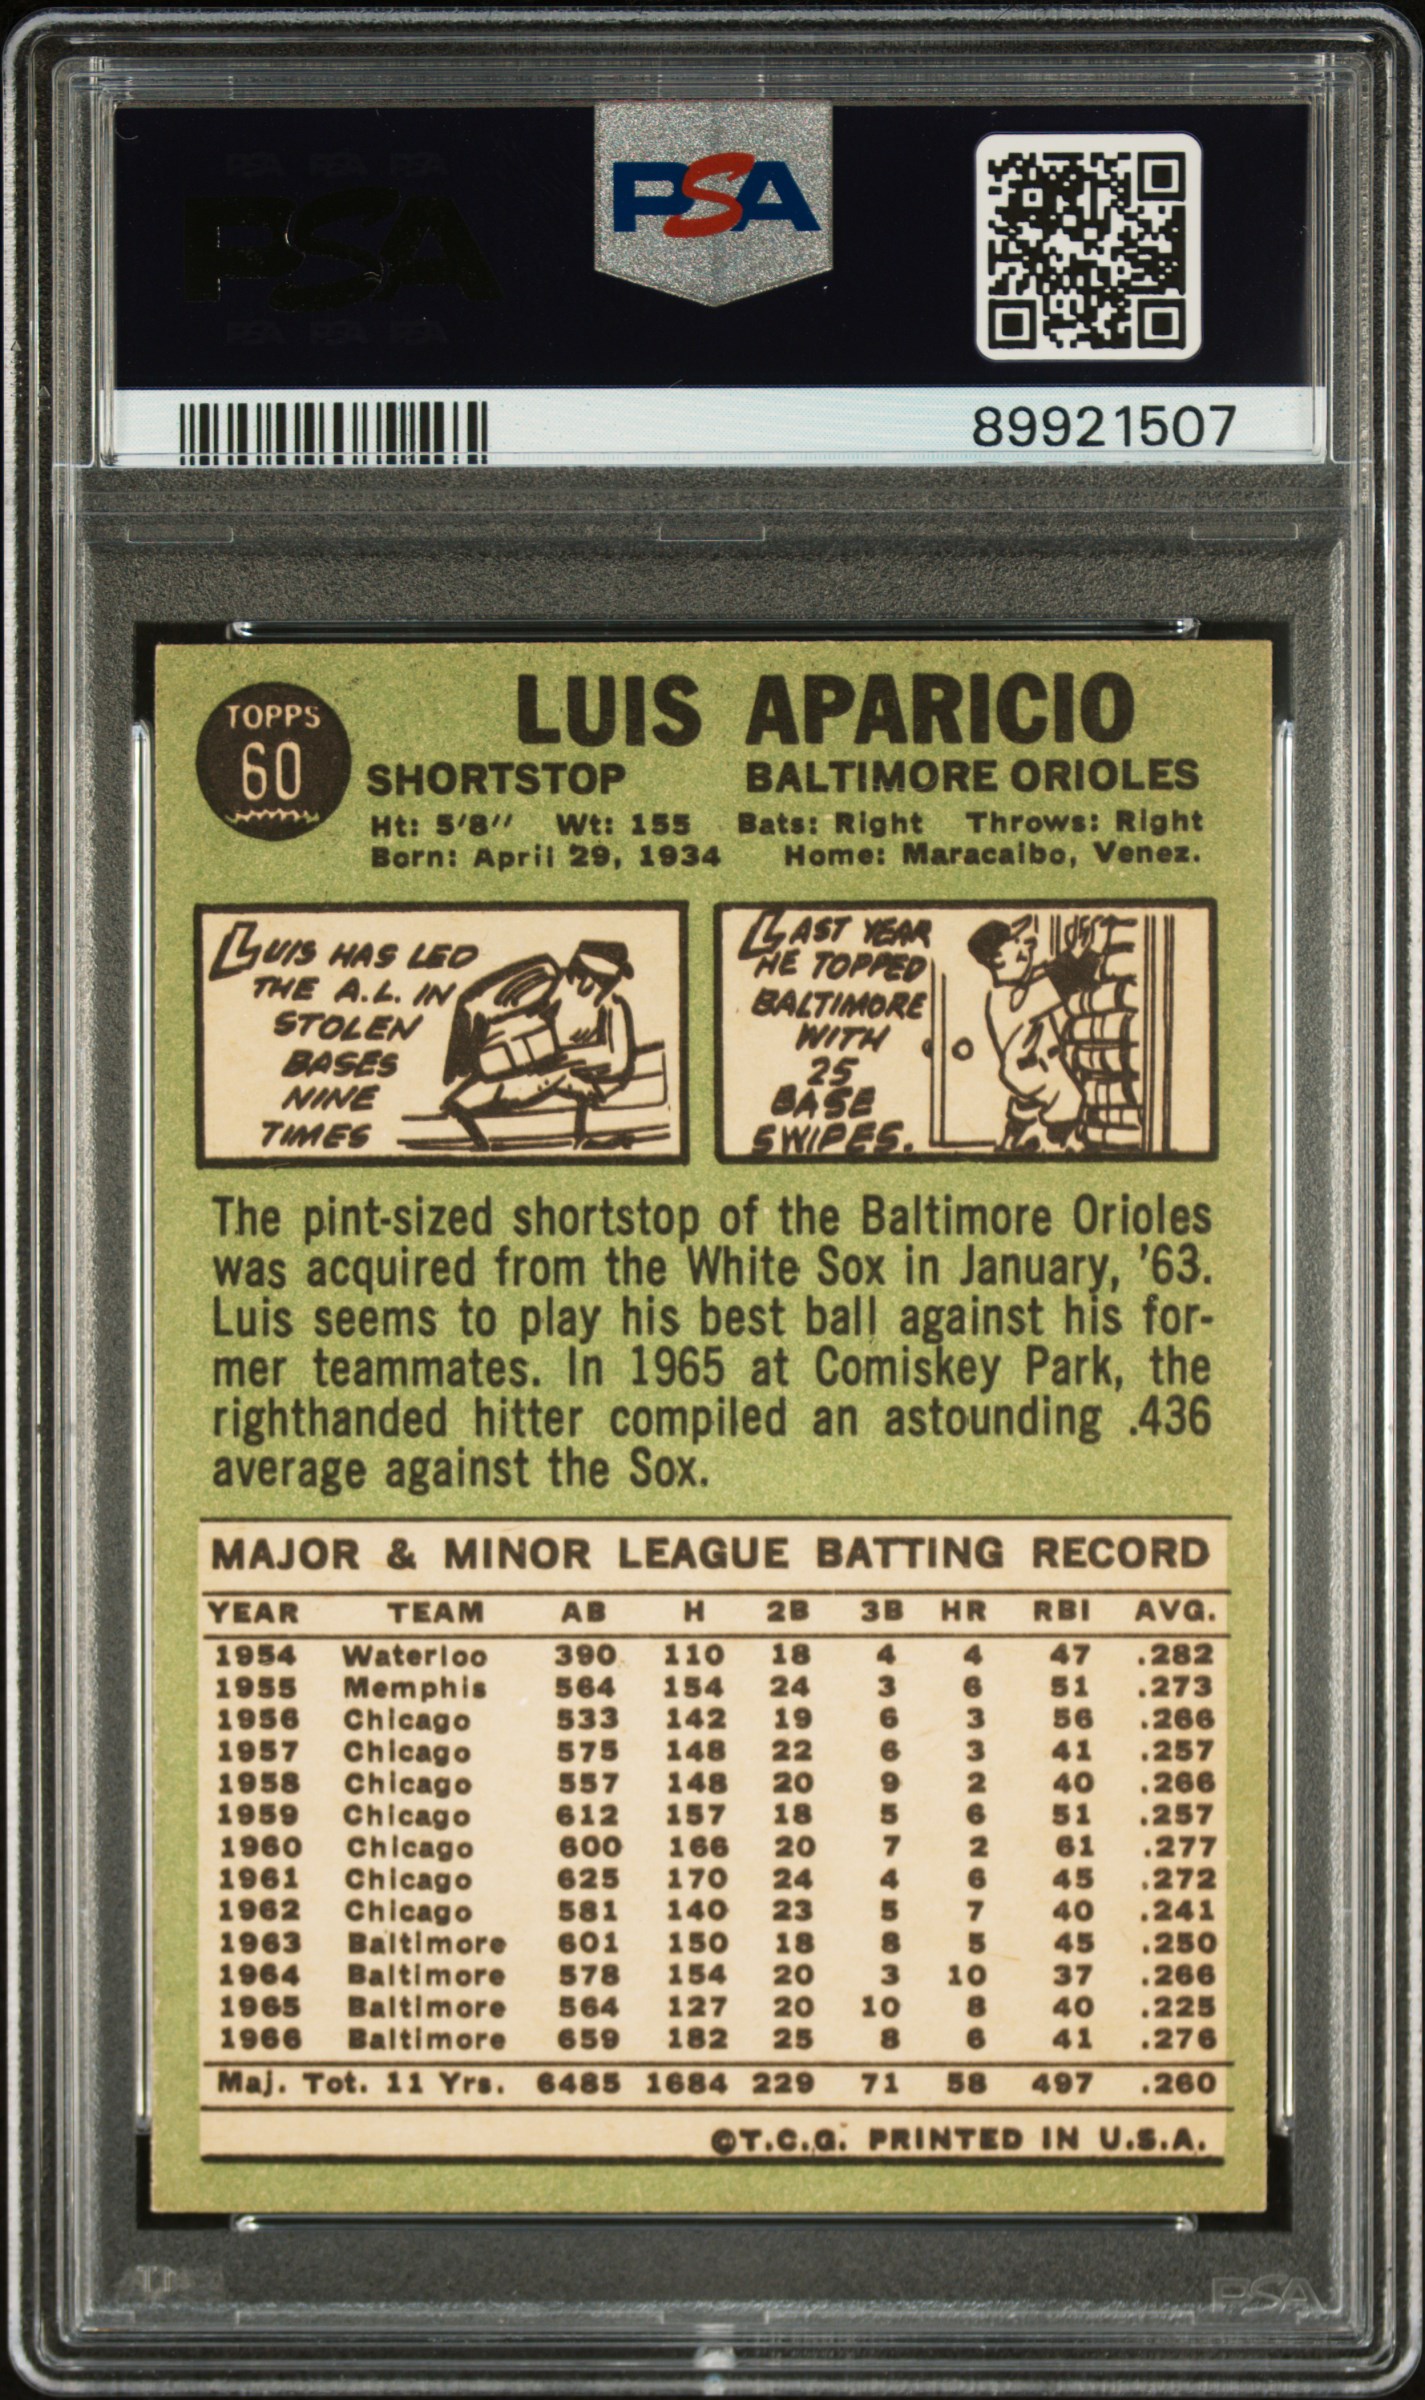 PSA PSA PSA
PSA
PSA PSA PSA
PSA
89921507
TOPPS
60
LUIS APARICIO
SHORTSTOP BALTIMORE ORIOLES
Ht: 5'8" Wt: 155 Bats: Right Throws: Right
Born: April 29, 1934 Home: Maracaibo, Venez.
LUIS HAS LED
THE A.L. IN
STOLEN
BASES
NINE
TIMES
LAST YEAR
HE TOPPED
BALTIMORE
WITH
25
BASE
SWIPES.
The pint-sized shortstop of the Baltimore Orioles
was acquired from the White Sox in January, '63.
Luis seems to play his best ball against his for-
mer teammates. In 1965 at Comiskey Park, the
righthanded hitter compiled an astounding .436
average against the Sox.
MAJOR & MINOR LEAGUE BATTING RECORD
YEAR TEAM AB H 2B 3B HR RBI AVG.
1954 Waterloo 390 110 18 4 4 47 .282
1955 Memphis 564 154 24 3 6 51 .273
1956 Chicago 533 142 19 6 3 56 .266
1957 Chicago 575 148 22 6 3 41 .257
1958 Chicago 557 148 20 9 2 40 .266
1959 Chicago 612 157 18 5 6 51 .257
1960 Chicago 600 166 20 7 2 61 .277
1961 Chicago 625 170 24 4 6 45 .272
1962 Chicago 581 140 23 5 7 40 .241
1963 Baltimore 601 150 18 8 5 45 .250
1964 Baltimore 578 154 20 3 10 37 .266
1965 Baltimore 564 127 20 10 8 40 .225
1966 Baltimore 659 182 25 8 6 41 .276
Maj. Tot. 11 Yrs. 6485 1684 229 71 58 497 .260
©T.C.G. PRINTED IN U.S.A.
PSA